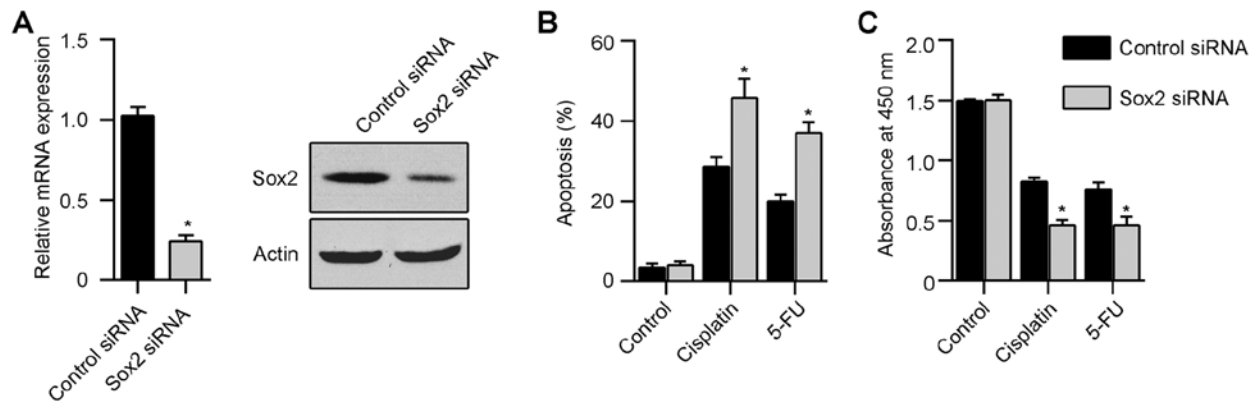 A
Relative mRNA expression
1.5
1.0
0.5
0
*
Control siRNA
Sox2 siRNA
Control siRNA
Sox2 siRNA
Sox2
Actin
B
Apoptosis (%)
60
40
20
0
*
*
Control
Cisplatin
5-FU
C
Absorbance at 450 nm
2.0
1.5
1.0
0.5
0.0
*
*
Control
Cisplatin
5-FU
Control siRNA
Sox2 siRNA